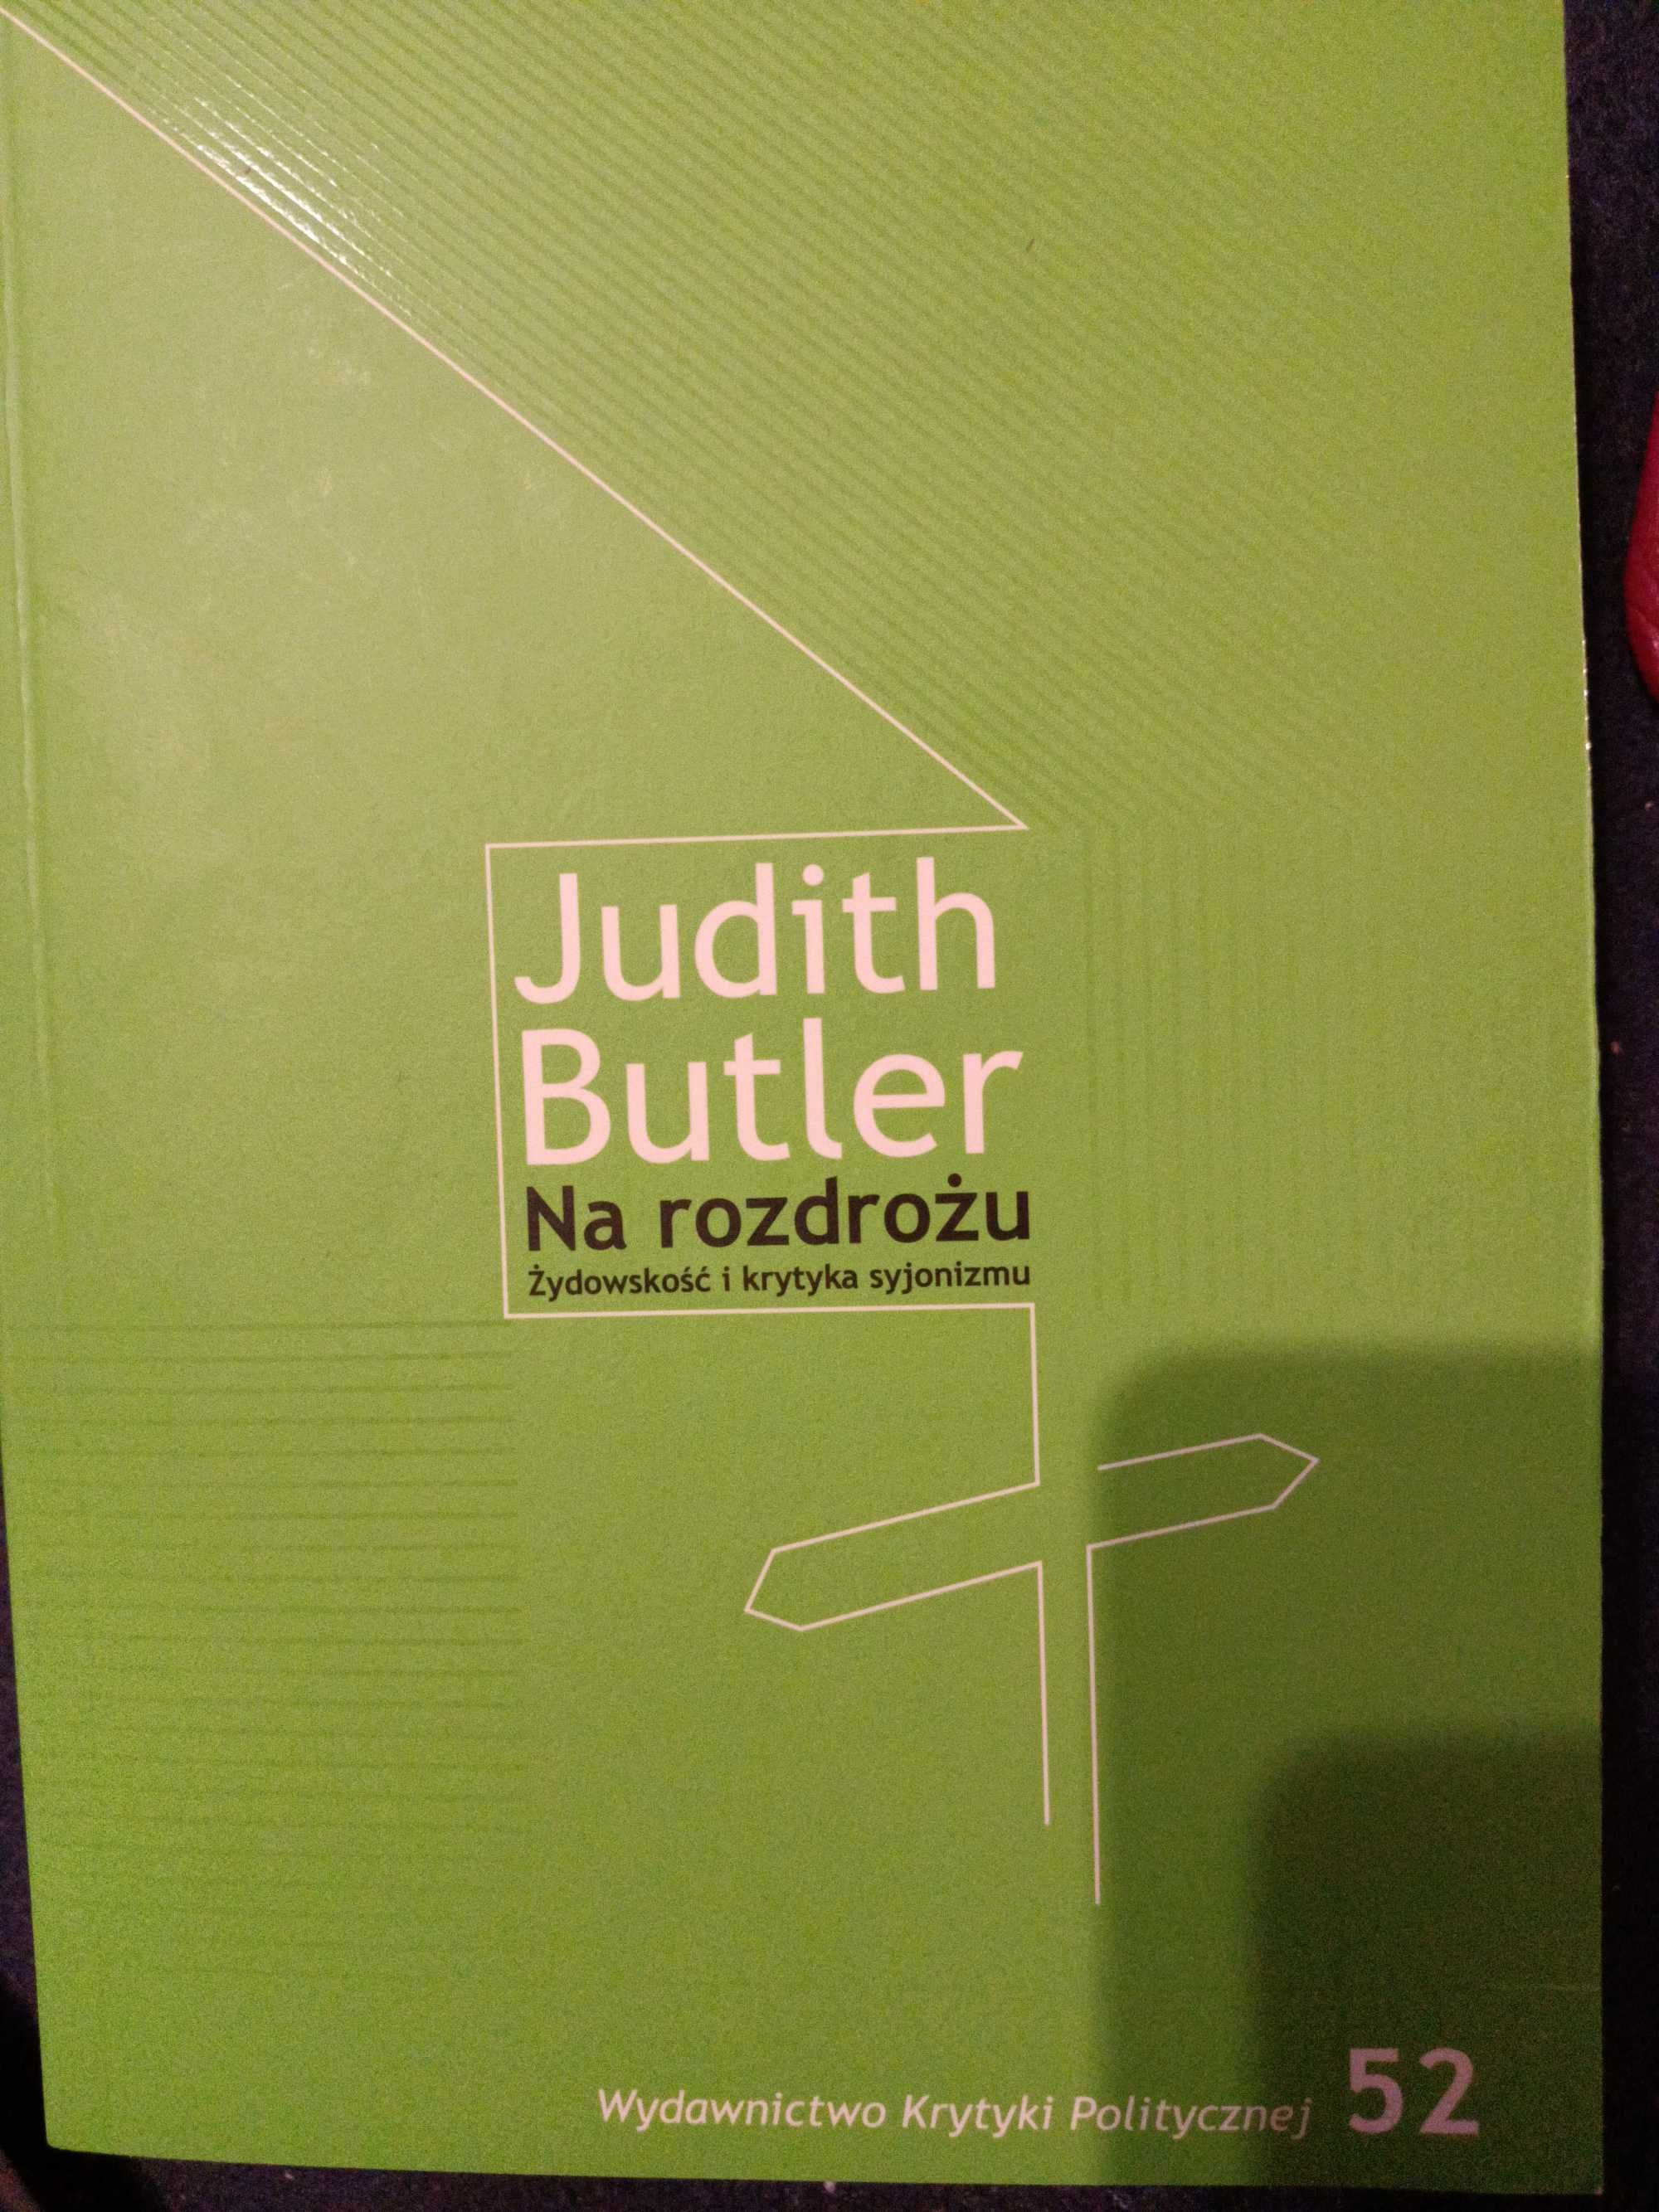 Judith
Butler
Na rozdrożu
Żydowskość i krytyka syjonizmu
Wydawnictwo Krytyki Politycznej 52